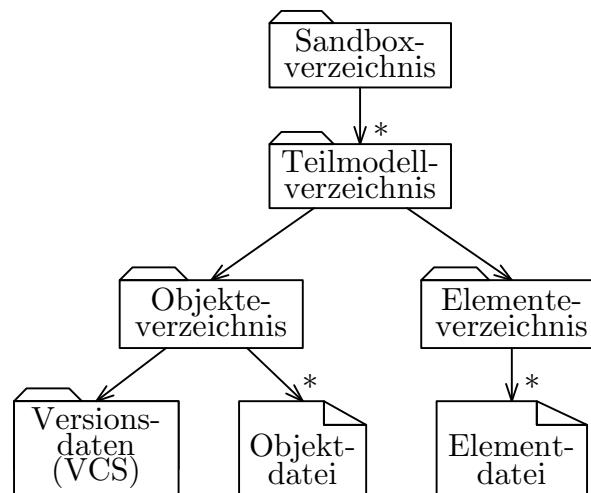 Sandbox-
verzeichnis
*
Teilmodell-
verzeichnis
Objekte-
verzeichnis
Elemente-
verzeichnis
*
*
Versions-
daten
(VCS)
Objekt-
datei
Element-
datei